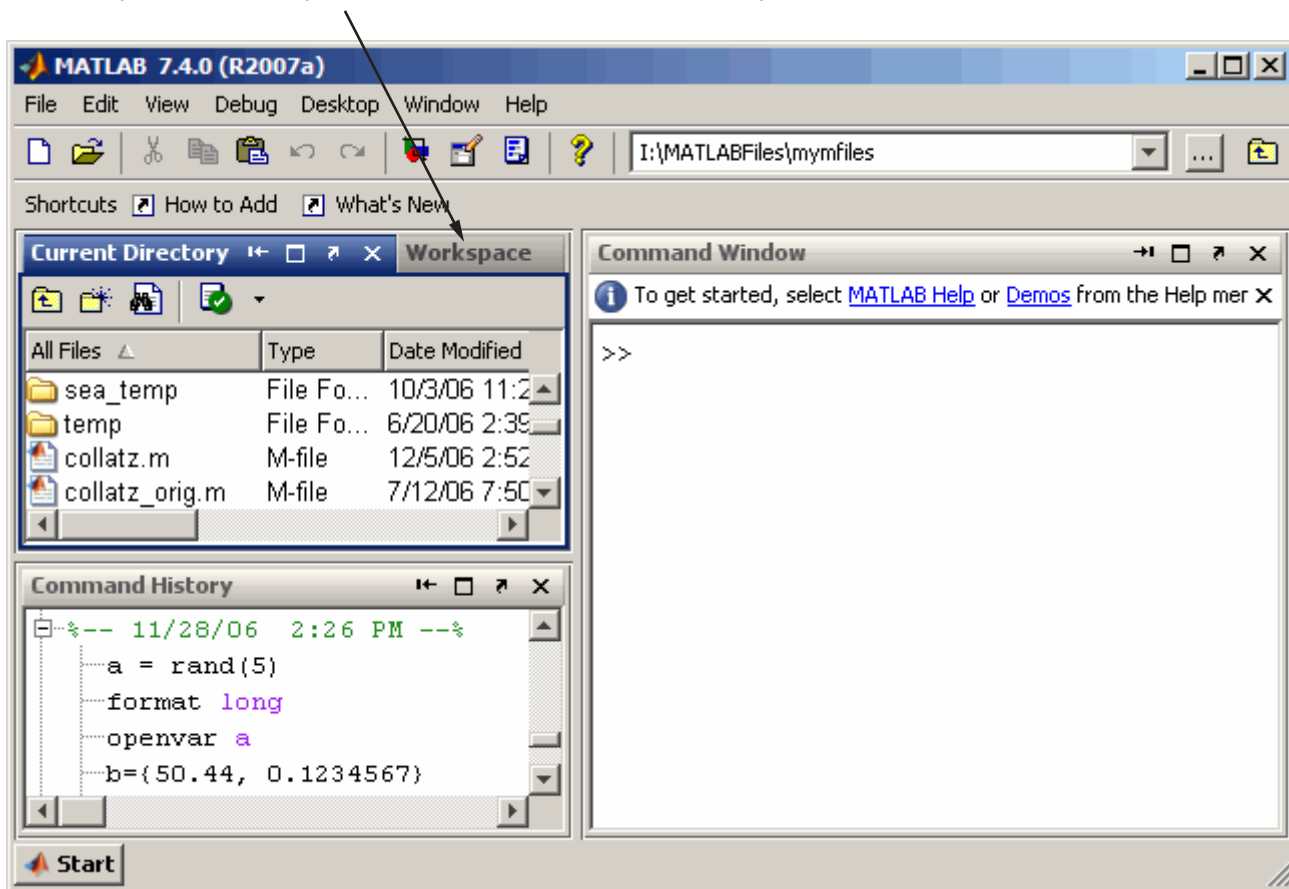 MATLAB 7.4.0 (R2007a)
File Edit View Debug Desktop Window Help
I:\MATLABFiles\mymfiles ...
Shortcuts How to Add What's New
Current Directory Workspace
All Files Type Date Modified
sea_temp File Fo... 10/3/06 11:2
temp File Fo... 6/20/06 2:39
collatz.m M-file 12/5/06 2:52
collatz_orig.m M-file 7/12/06 7:50
Command History
%-- 11/28/06 2:26 PM --%
a = rand(5)
format long
openvar a
b={50.44, 0.1234567}
Command Window
To get started, select MATLAB Help or Demos from the Help mer
>>
Start